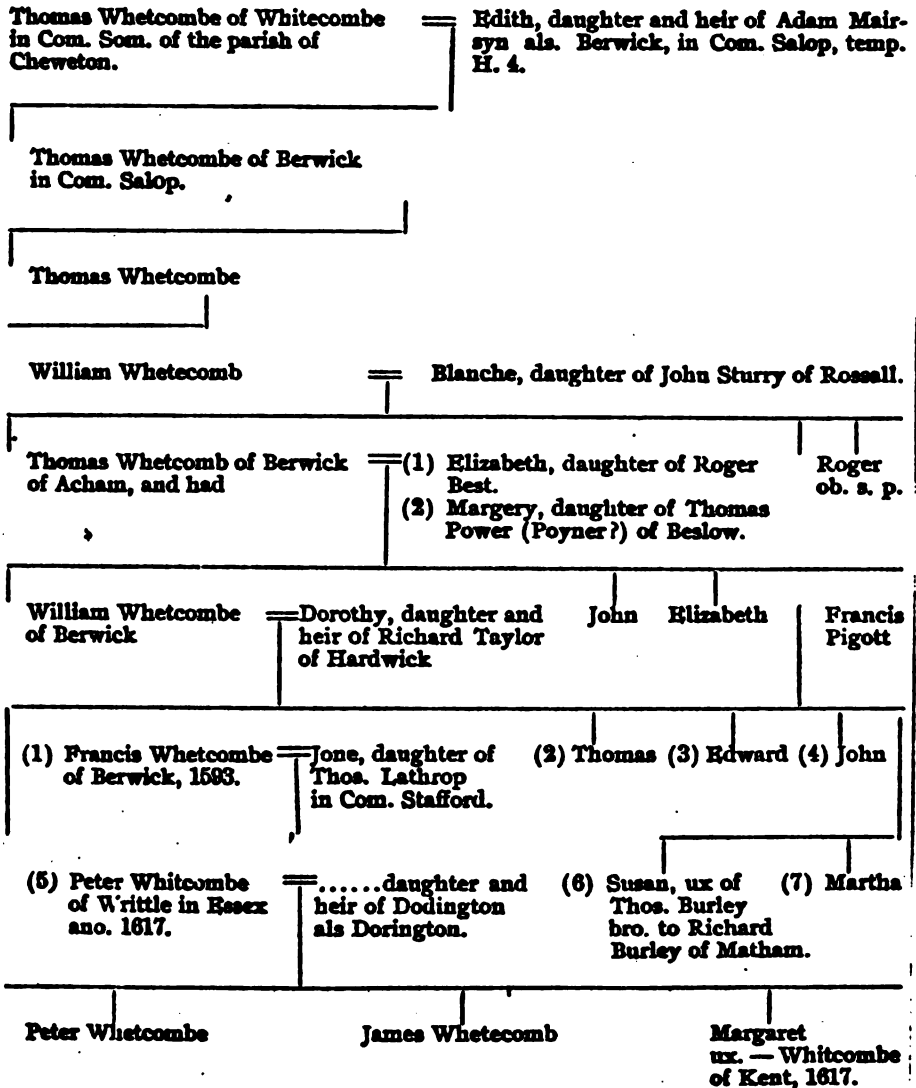 Thomas Whetcombe of Whitecombe
in Com. Som. of the parish of
Cheweton.
Edith, daughter and heir of Adam Mair-
syn als. Berwick, in Com. Salop, temp.
H. 4.
Thomas Whetcombe of Berwick
in Com. Salop.
Thomas Whetcombe
William Whetecomb
Blanche, daughter of John Sturry of Rossall.
Thomas Whetcomb of Berwick
of Acham, and had
(1) Elizabeth, daughter of Roger
Best.
(2) Margery, daughter of Thomas
Power (Poyner?) of Beslow.
Roger
ob. s. p.
William Whetcombe
of Berwick
Dorothy, daughter and
heir of Richard Taylor
of Hardwick
John
Elizabeth
Francis
Pigott
(1) Francis Whetcombe
of Berwick, 1593.
Jone, daughter of
Thos. Lathrop
in Com. Stafford.
(2) Thomas (3) Edward (4) John
(5) Peter Whitcombe
of Writtle in Essex
ano. 1617.
......daughter and
heir of Dodington
als Dorington.
(6) Susan, ux of
Thos. Burley
bro. to Richard
Burley of Matham.
(7) Martha
Peter Whetcombe
James Whetecomb
Margaret
ux. — Whitcombe
of Kent, 1617.